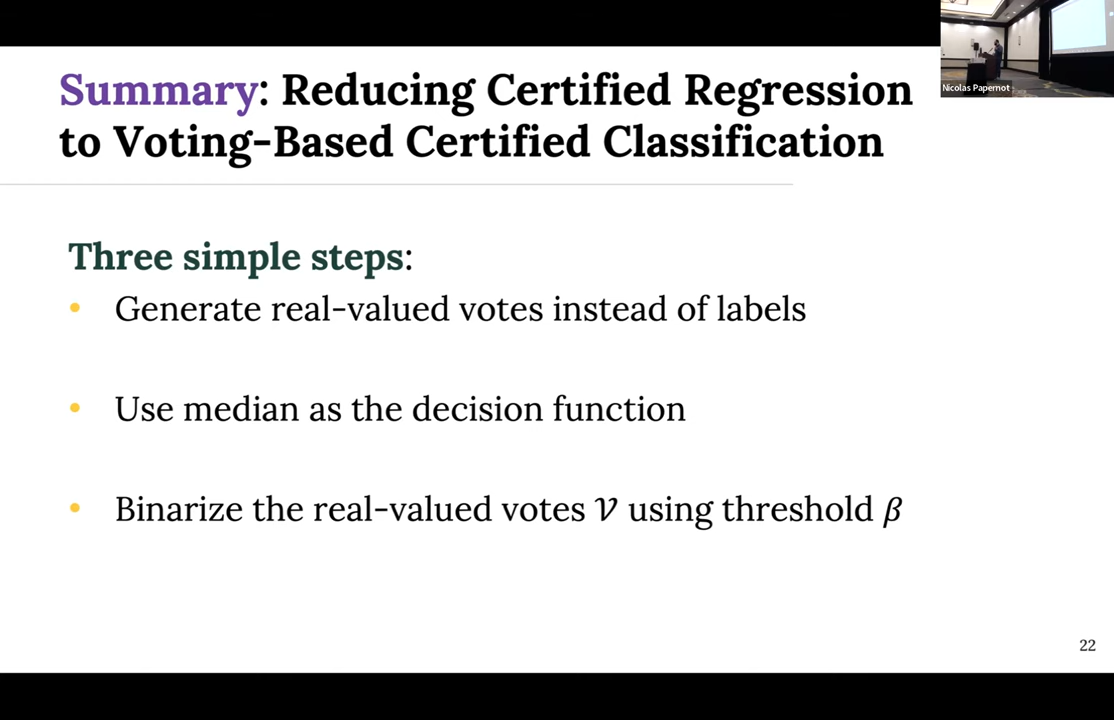 Summary: Reducing Certified Regression
to Voting-Based Certified Classification
Nicolas Papernot
Three simple steps:
• Generate real-valued votes instead of labels
• Use median as the decision function
• Binarize the real-valued votes 𝒱 using threshold 𝛽
22